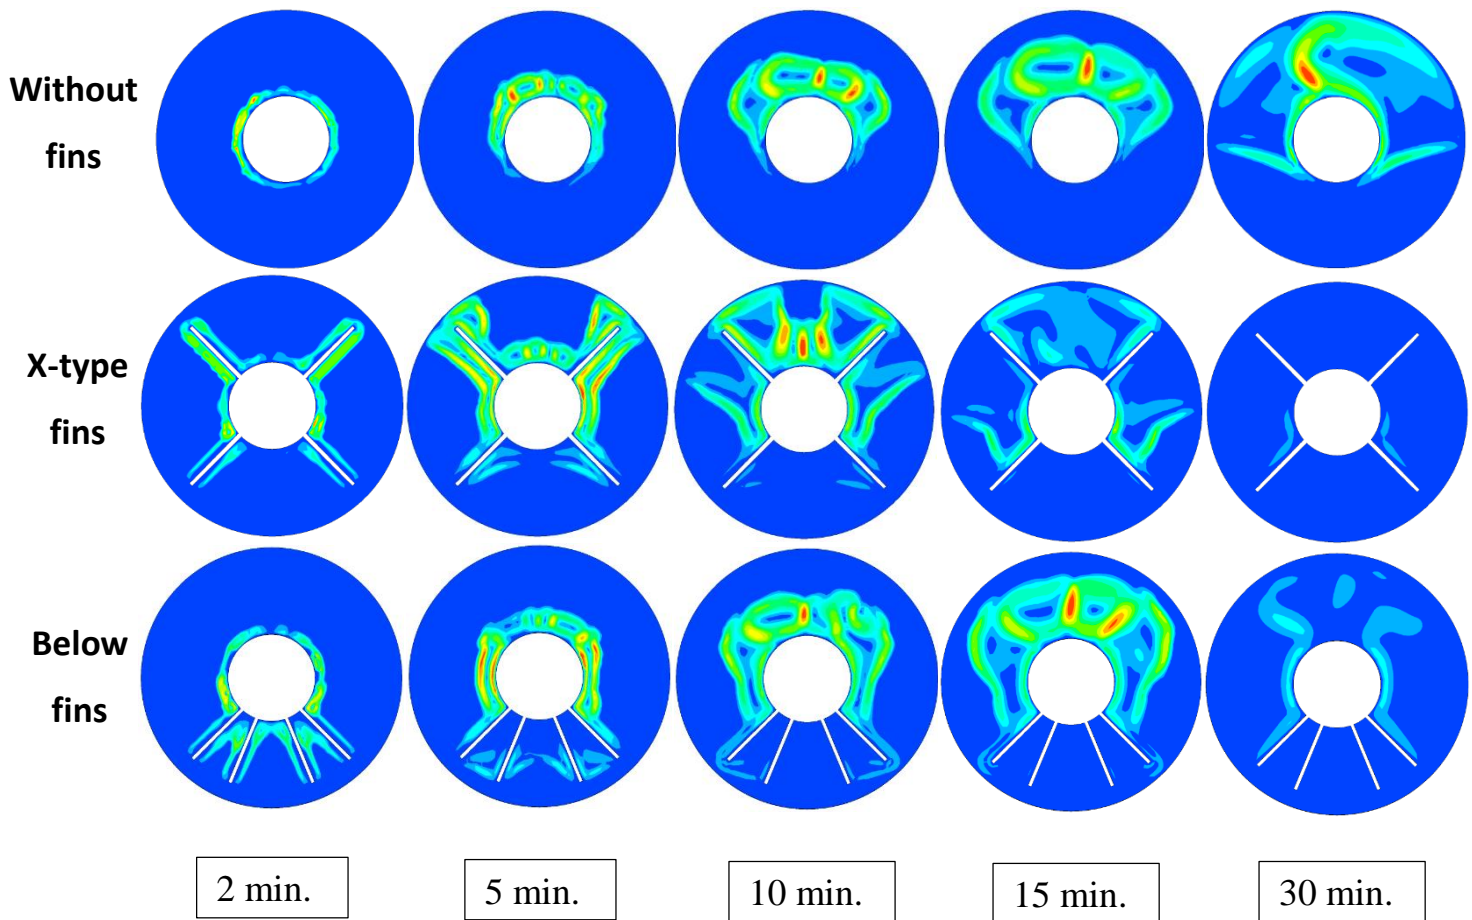 Without
fins
X-type
fins
Below
fins
2 min.
5 min.
10 min.
15 min.
30 min.